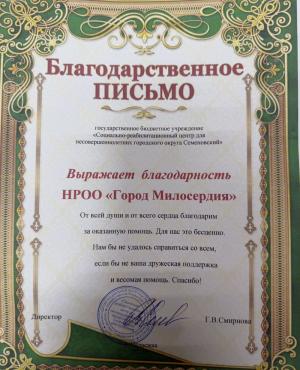 Благодарственное
ПИСЬМО
государственное бюджетное учреждение
«Социально-реабилитационный центр для
несовершеннолетних городского округа Семеновский»
Выражает благодарность
НРОО «Город Милосердия»
От всей души и от всего сердца благодарим
за оказанную помощь. Для нас это бесценно.
Нам бы не удалось справиться со всем,
если бы не ваша дружеская поддержка
и весомая помощь. Спасибо!
Директор Г.В.Смирнова